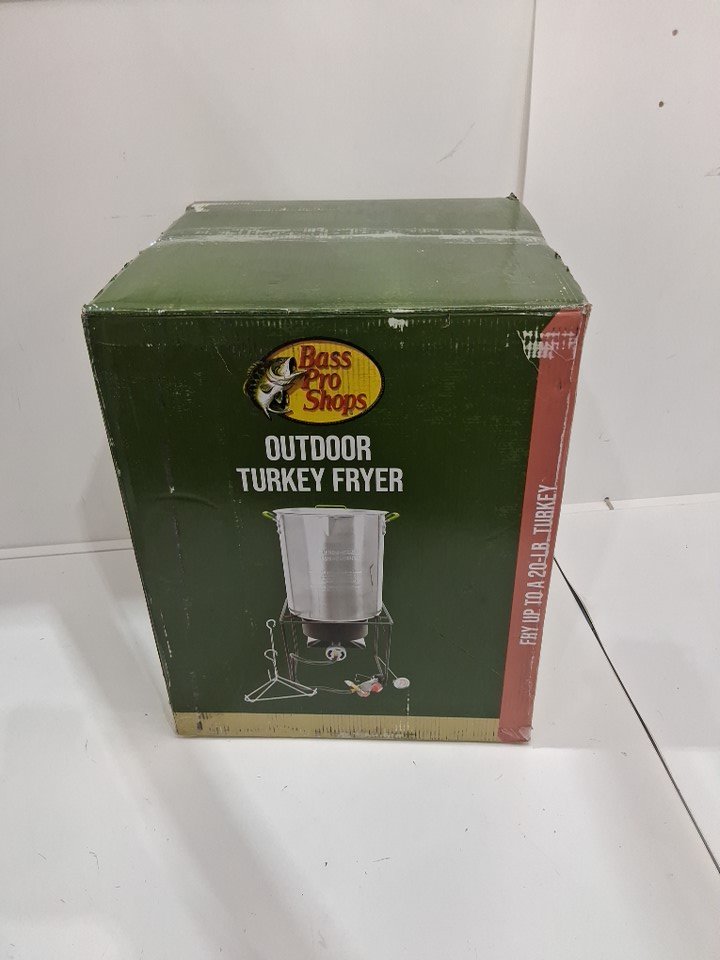 Bass
Pro
Shops
OUTDOOR
TURKEY FRYER
FRY UP TO A 20-LB. TURKEY